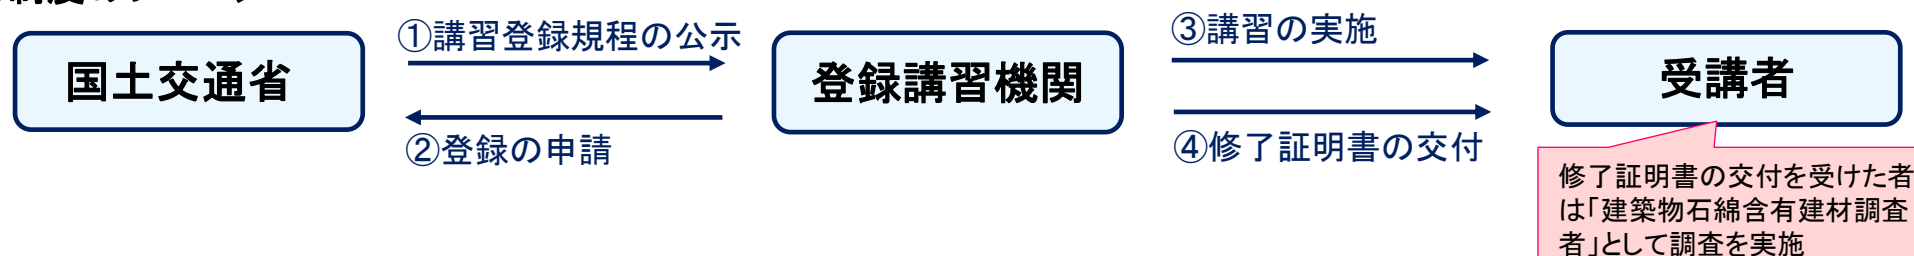 国土交通省
①講習登録規程の公示
②登録の申請
登録講習機関
③講習の実施
④修了証明書の交付
受講者
修了証明書の交付を受けた者
は「建築物石綿含有建材調査
者」として調査を実施